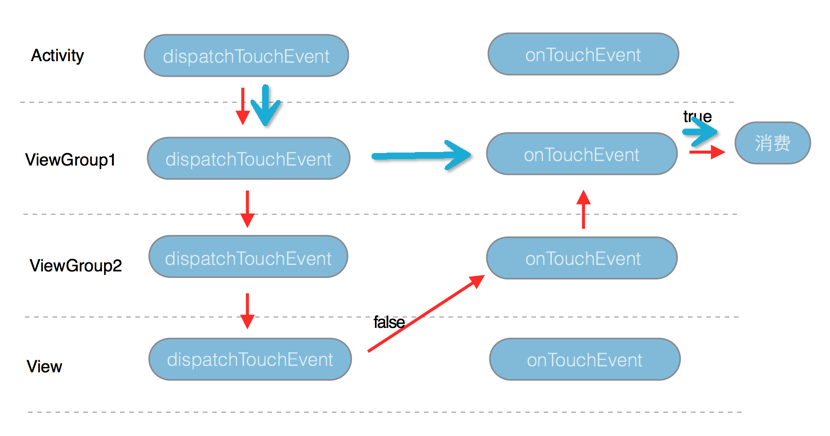 Activity dispatchTouchEvent onTouchEvent
true
ViewGroup1 dispatchTouchEvent onTouchEvent 消费
ViewGroup2 dispatchTouchEvent onTouchEvent
false
View dispatchTouchEvent onTouchEvent